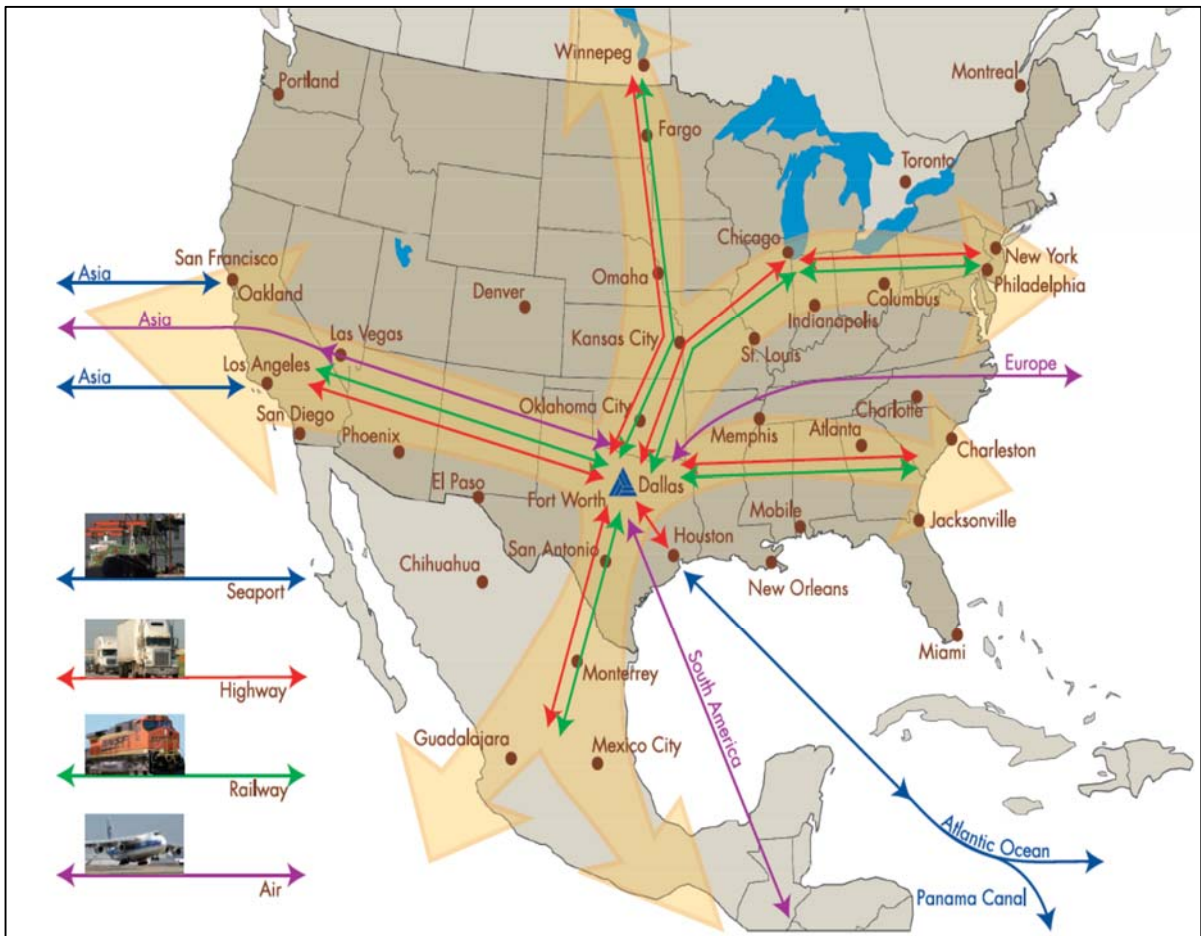 Winnepeg
Portland
Montreal
Fargo
Toronto
Chicago
San Francisco
Asia
Oakland
New York
Philadelphia
Omaha
Denver
Columbus
Indianapolis
Asia
Las Vegas
Kansas City
St. Louis
Los Angeles
Asia
Europe
Oklahoma City
Charlotte
San Diego
Memphis
Atlanta
Phoenix
Charleston
El Paso
Dallas
Fort Worth
Mobile
Jacksonville
Houston
San Antonio
Chihuahua
New Orleans
Seaport
Miami
Monterrey
South America
Highway
Guadalajara
Mexico City
Railway
Atlantic Ocean
Air
Panama Canal